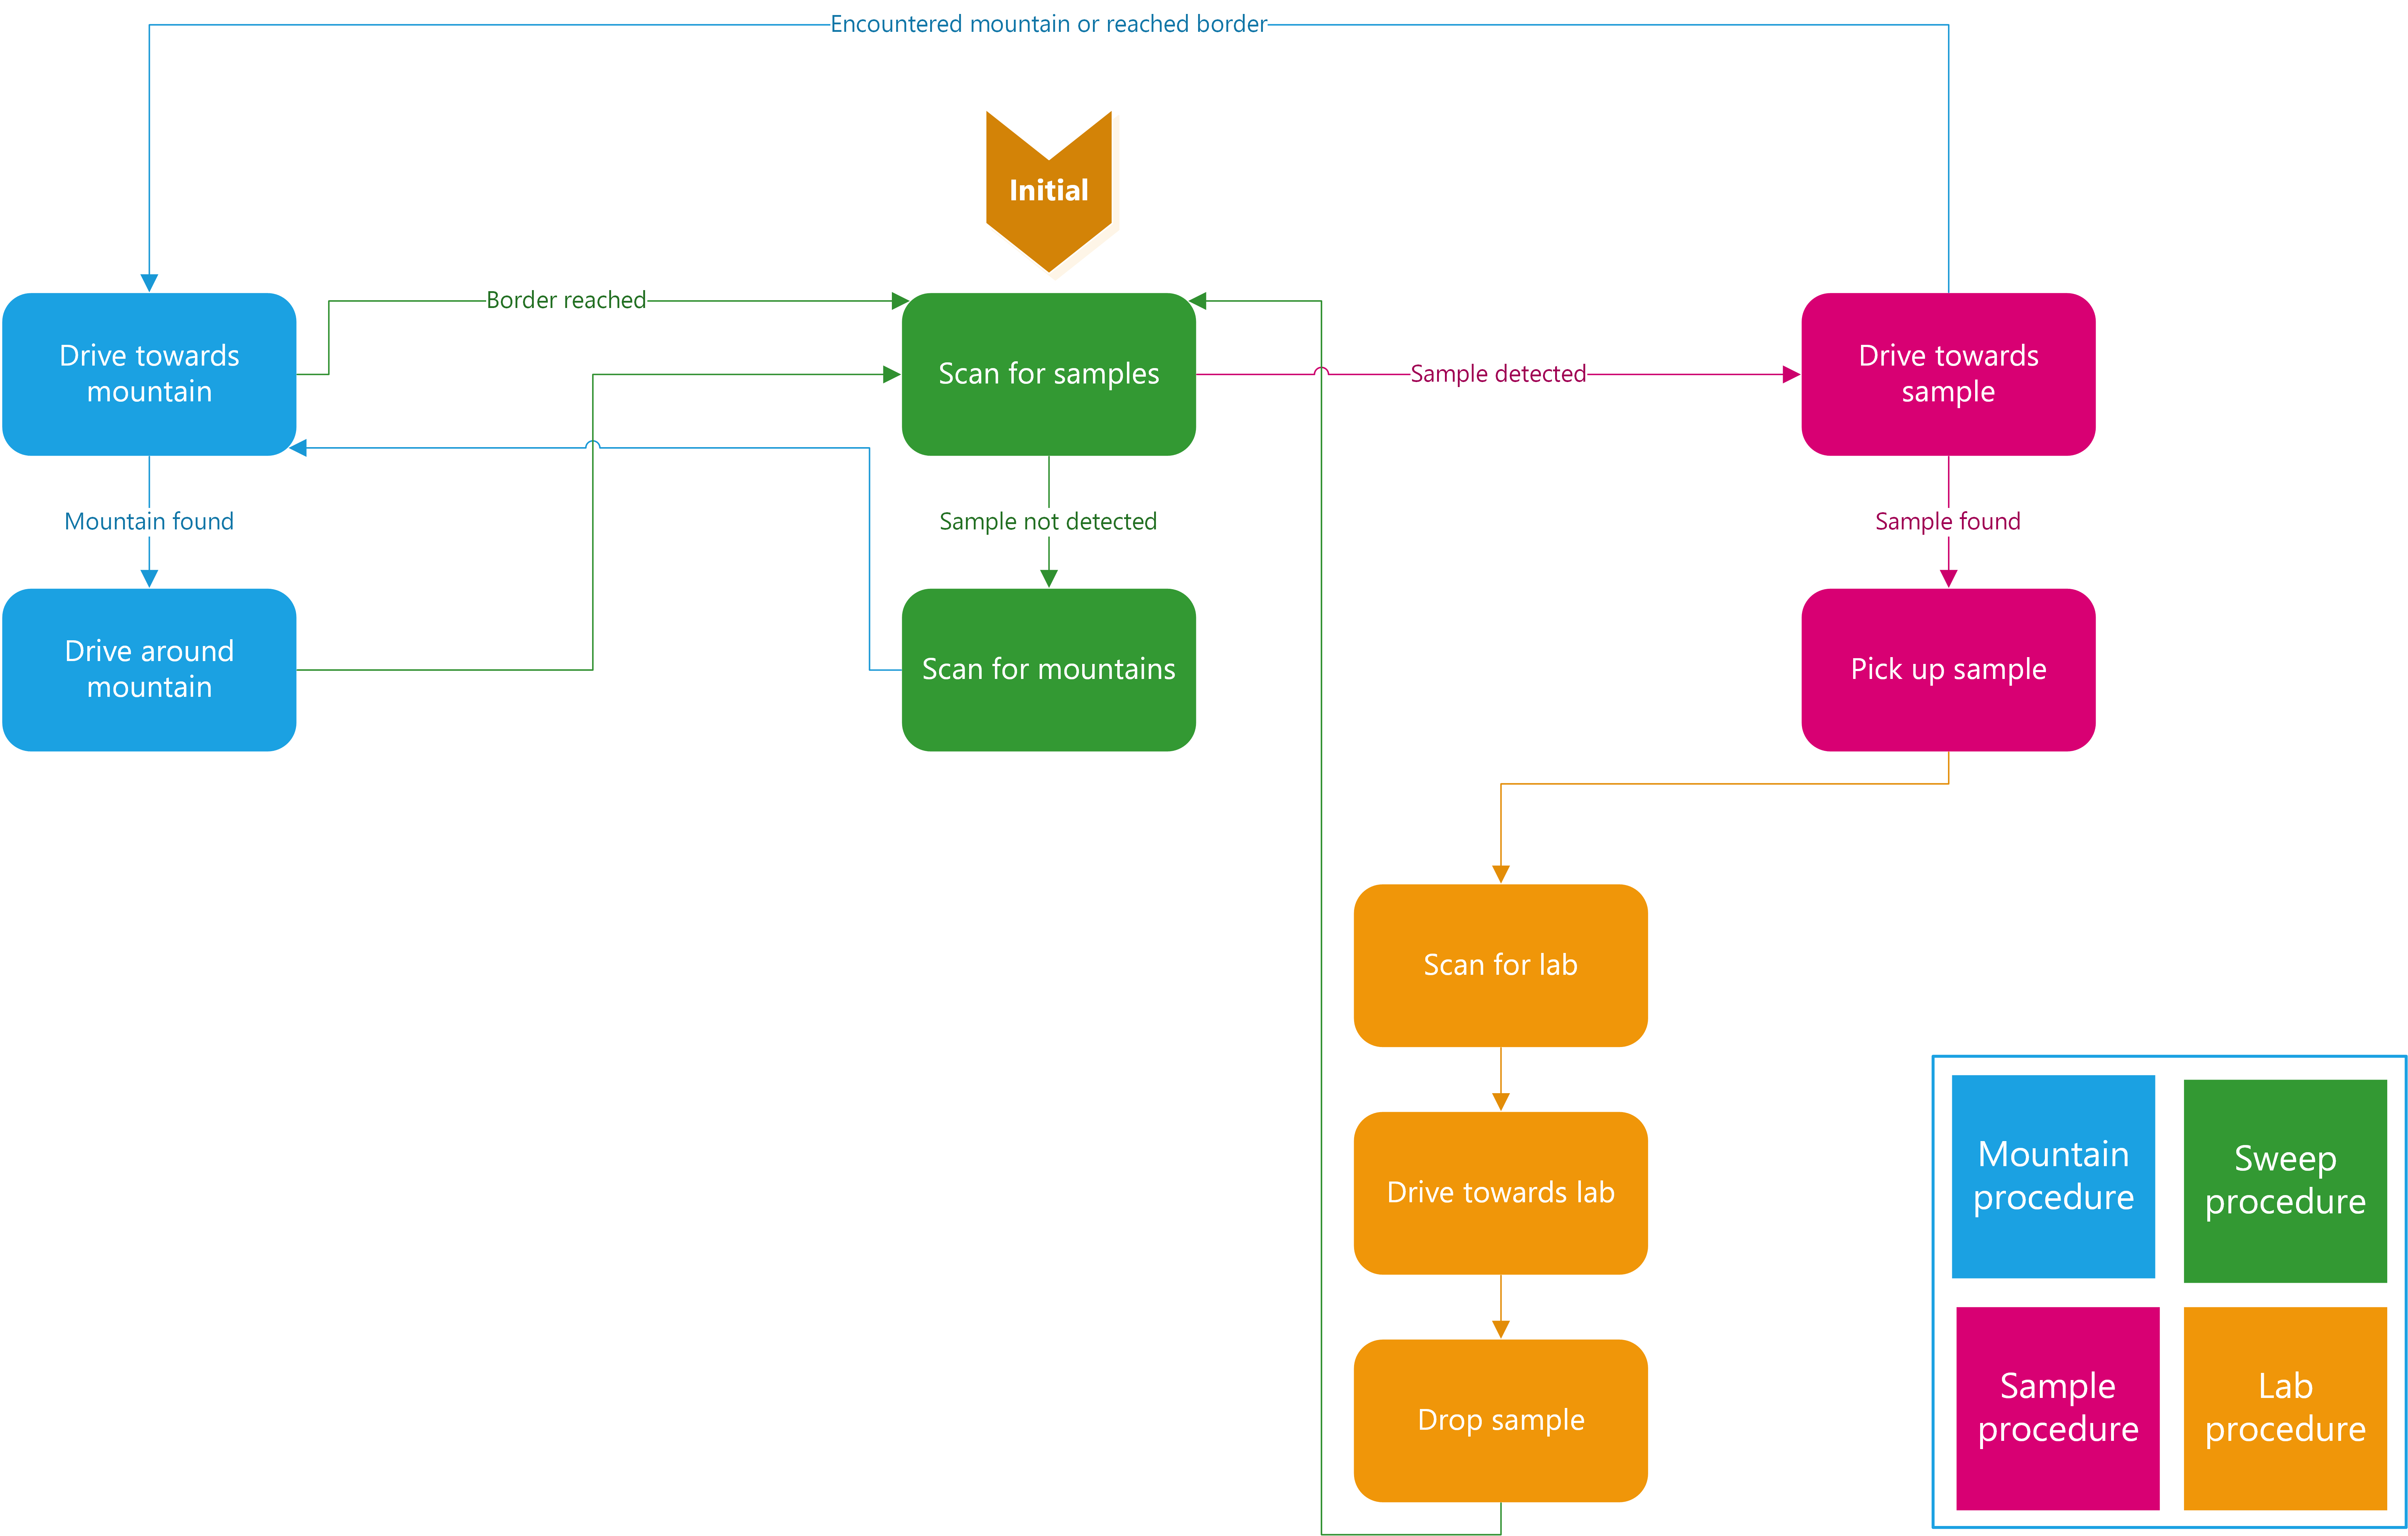 Encountered mountain or reached border
Initial
Border reached
Drive towards
mountain
Scan for samples
Sample detected
Drive towards
sample
Mountain found
Sample not detected
Sample found
Drive around
mountain
Scan for mountains
Pick up sample
Scan for lab
Drive towards lab
Drop sample
Mountain
procedure
Sweep
procedure
Sample
procedure
Lab
procedure